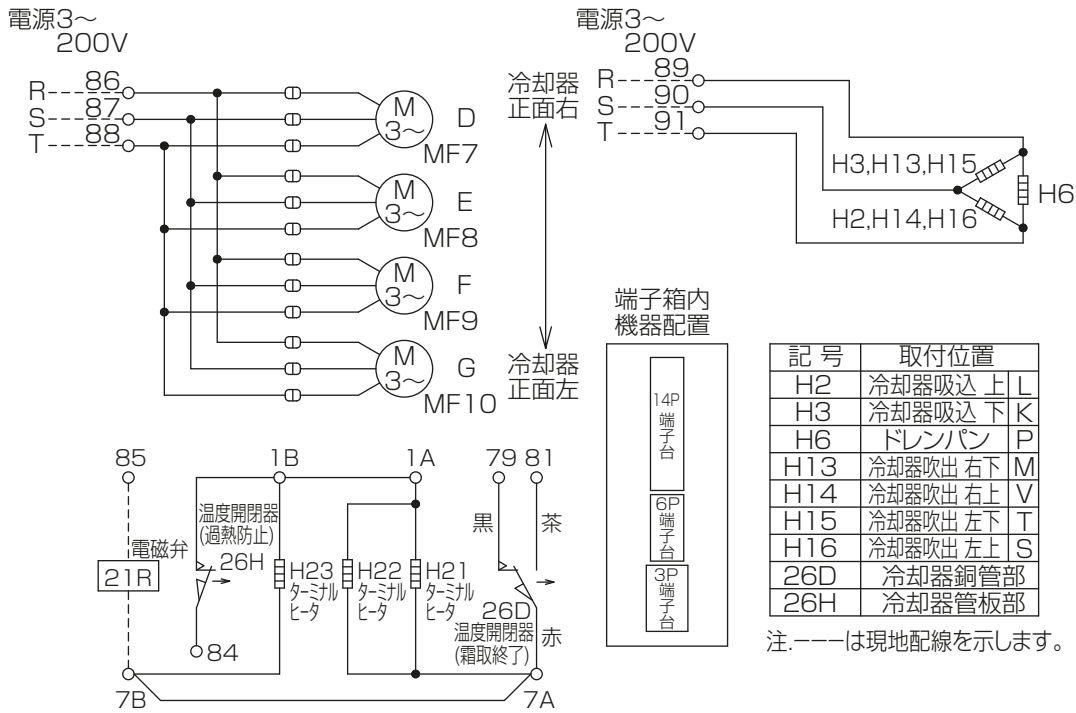 電源3～
200V
R
86
S
87
T
88
M
3～
D
MF7
M
3～
E
MF8
M
3～
F
MF9
M
3～
G
MF10
冷却器
正面右
冷却器
正面左
電源3～
200V
R
89
S
90
T
91
H3,H13,H15
H6
H2,H14,H16
端子箱内
機器配置
14P
端子台
6P
端子台
3P
端子台
記号 取付位置
H2 冷却器吸込 上 L
H3 冷却器吸込 下 K
H6 ドレンパン P
H13 冷却器吹出 右下 M
H14 冷却器吹出 右上 V
H15 冷却器吹出 左下 T
H16 冷却器吹出 左上 S
26D 冷却器銅管部
26H 冷却器管板部
注.ーーーは現地配線を示します。
85
1B
1A
79
81
電磁弁
21R
温度開閉器
(過熱防止)
26H
84
H23
ターミナル
ヒータ
H22
ターミナル
ヒータ
H21
ターミナル
ヒータ
黒
茶
26D
温度開閉器
(霜取終了)
赤
7B
7A